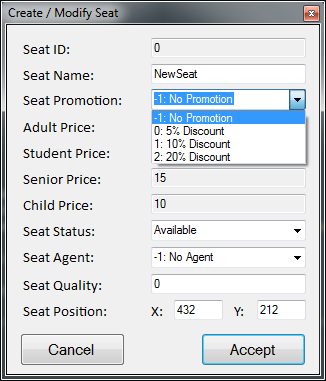 Create / Modify Seat
Seat ID: 0
Seat Name: NewSeat
Seat Promotion: -1: No Promotion
-1: No Promotion
Adult Price: 0: 5% Discount
1: 10% Discount
Student Price: 2: 20% Discount
Senior Price: 15
Child Price: 10
Seat Status: Available
Seat Agent: -1: No Agent
Seat Quality: 0
Seat Position: X: 432 Y: 212
Cancel Accept